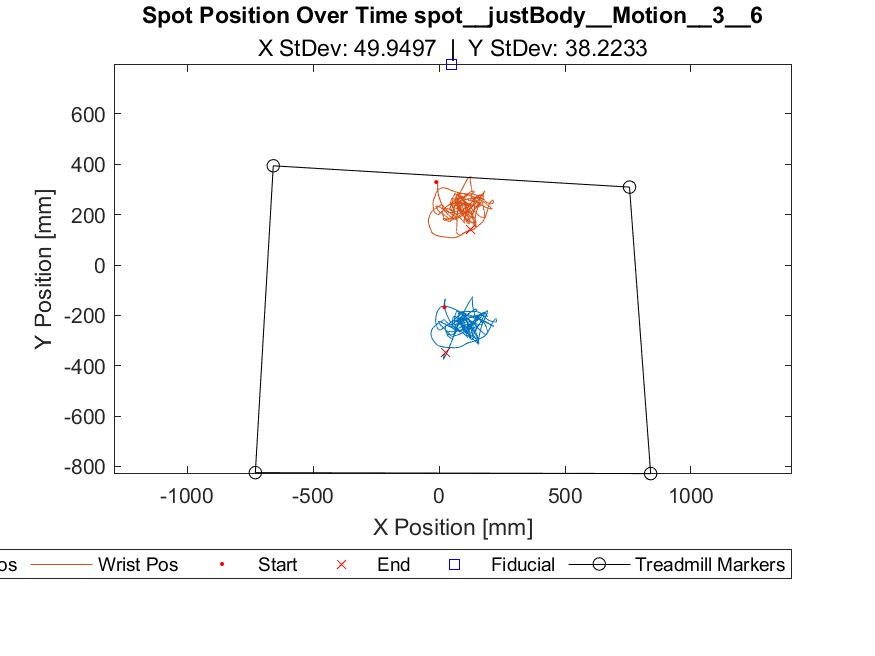 Spot Position Over Time spot__justBody__Motion__3__6
X StDev: 49.9497 | Y StDev: 38.2233
600
400
200
0
-200
-400
-600
-800
Y Position [mm]
-1000 -500 0 500 1000
X Position [mm]
os Wrist Pos Start End Fiducial Treadmill Markers